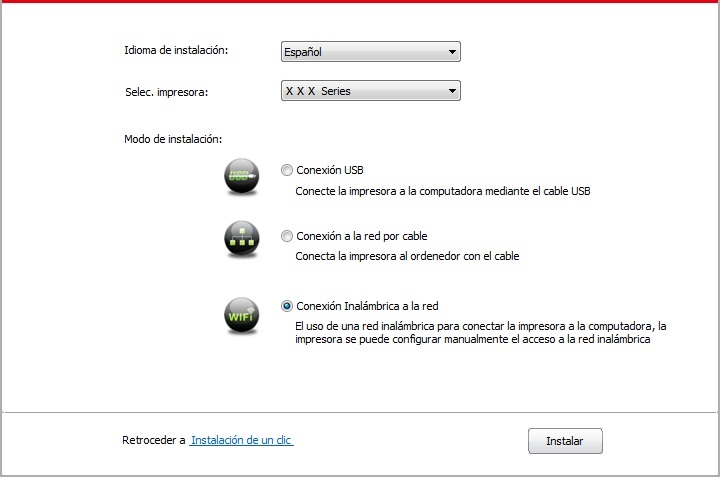 Idioma de instalación: Español
Selec. impresora: X X X Series
Modo de instalación:
USB
Conexión USB
Conecte la impresora a la computadora mediante el cable USB
Conexión a la red por cable
Conecta la impresora al ordenedor con el cable
WiFi
Conexión Inalámbrica a la red
El uso de una red inalámbrica para conectar la impresora a la computadora, la
impresora se puede configurar manualmente el acceso a la red inalámbrica
Retroceder a Instalación de un clic
Instalar